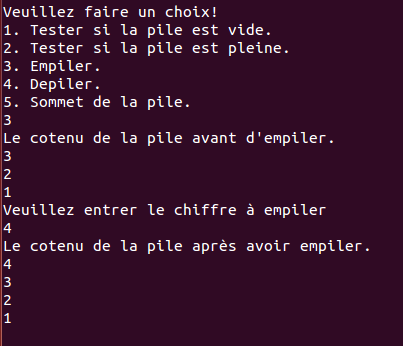 Veuillez faire un choix!
1. Tester si la pile est vide.
2. Tester si la pile est pleine.
3. Empiler.
4. Depiler.
5. Sommet de la pile.
3
Le cotenu de la pile avant d'empiler.
3
2
1
Veuillez entrer le chiffre à empiler
4
Le cotenu de la pile après avoir empiler.
4
3
2
1